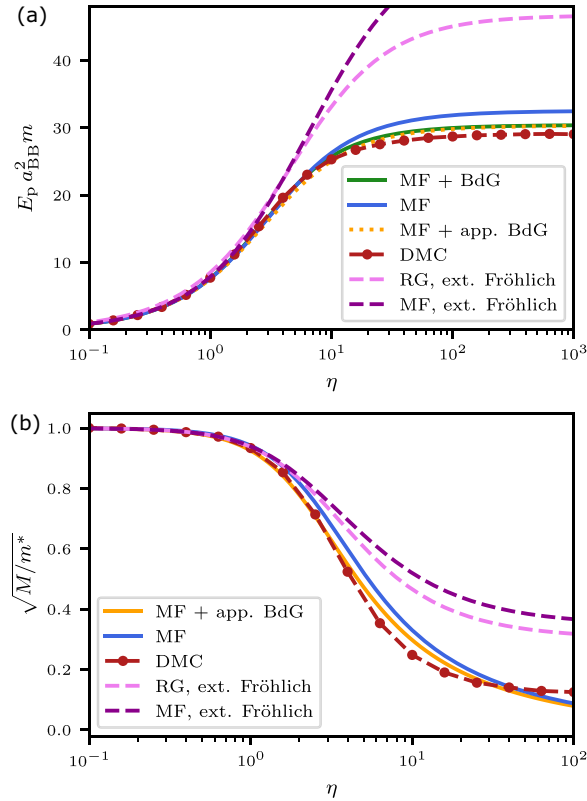 (a)
E_p a_BB^2 m
40
30
20
10
0
MF + BdG
MF
MF + app. BdG
DMC
RG, ext. Fröhlich
MF, ext. Fröhlich
10^−1
10^0
10^1
10^2
10^3
η
(b)
√M/m*
1.0
0.8
0.6
0.4
0.2
0.0
MF + app. BdG
MF
DMC
RG, ext. Fröhlich
MF, ext. Fröhlich
10^−1
10^0
10^1
10^2
η